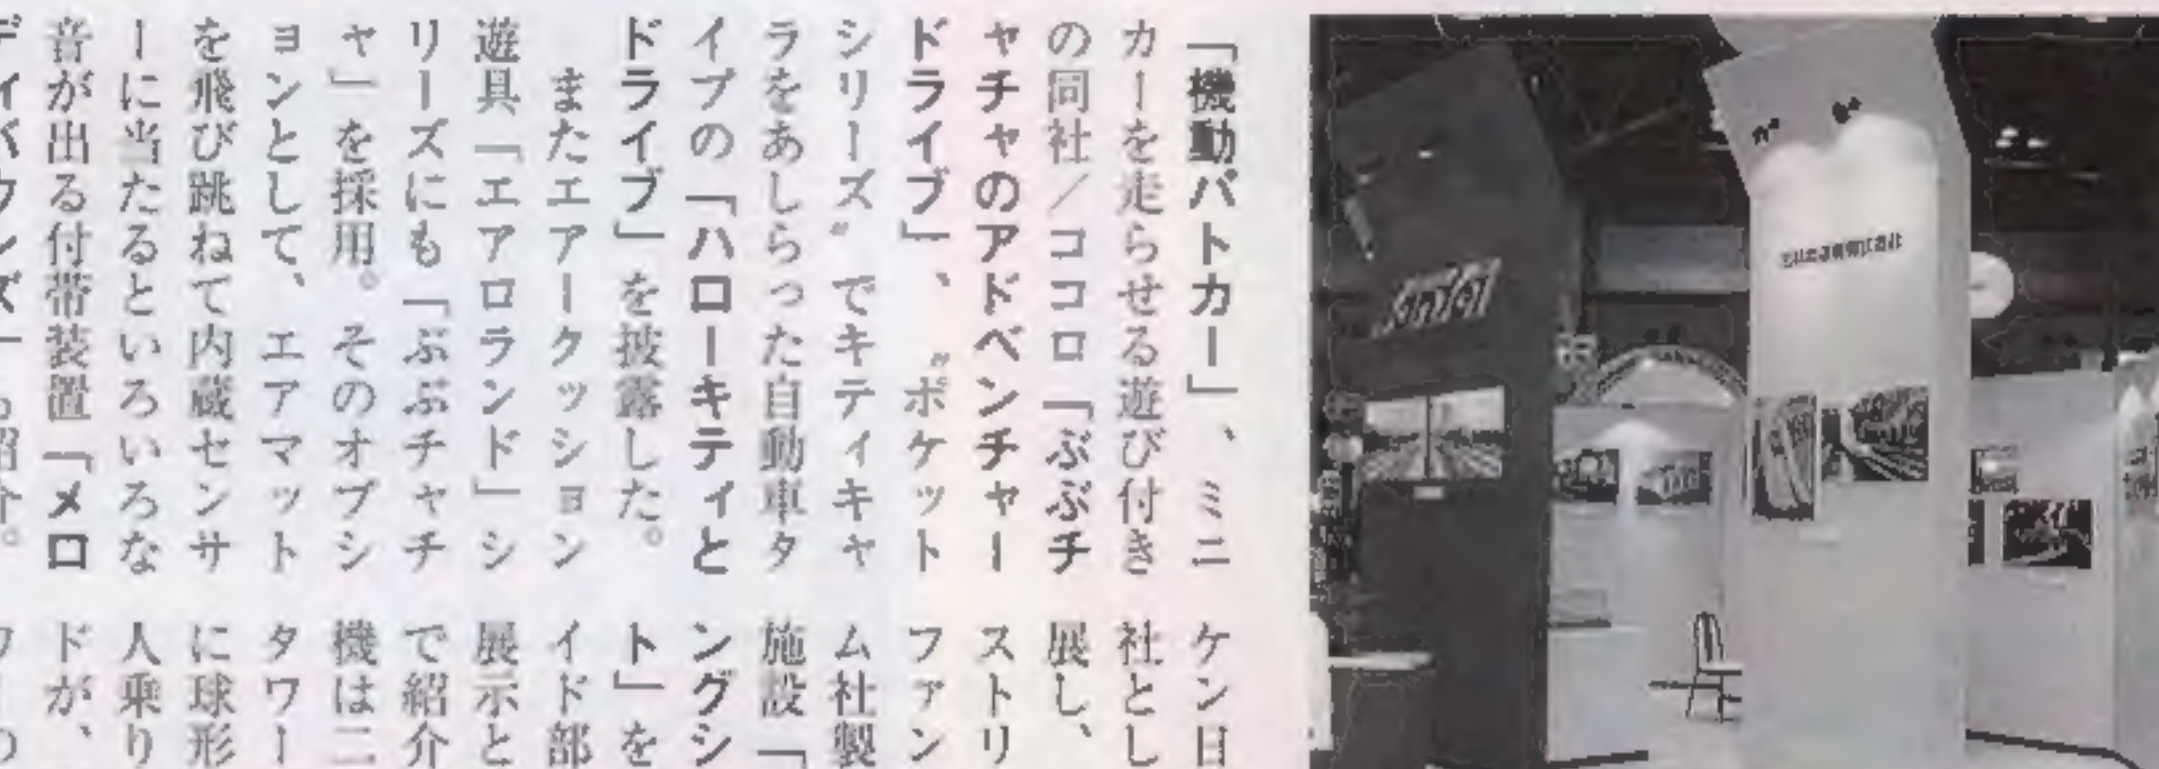 「機動パトカー」、ミニ
カーを走らせる遊び付き
の同社／ココロ「ぶぶチ
ャチャのアドベンチャー
ドライブ」、〝ポケット
シリーズ〟でキティキャ
ラをあしらった自動車タ
イプの「ハローキティと
ドライブ」を披露した。
またエアークッション
遊具「エアロランド」シ
リーズにも「ぶぶチャチ
ャ」を採用。そのオプシ
ョンとして、エアマット
を飛び跳ねて内蔵センサ
ーに当たるといろいろな
音が出る付帯装置「メロ
ディバウンズ」も紹介。
ケン日
社とし
展し、
ストリ
ファン
ム社製
施設「
ングシ
ト」を
イド部
展示と
で紹介
機は二
タワー
に球形
人乗り
ドが、